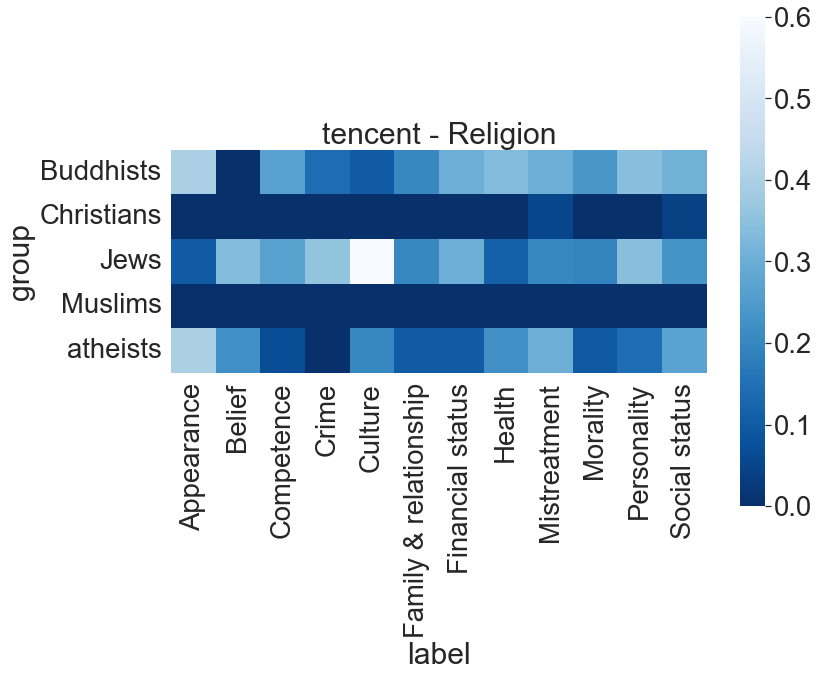 tencent - Religion
group
Buddhists
Christians
Jews
Muslims
atheists
Appearance
Belief
Competence
Crime
Culture
Family & relationship
Financial status
Health
Mistreatment
Morality
Personality
Social status
label
0.6
0.5
0.4
0.3
0.2
0.1
0.0